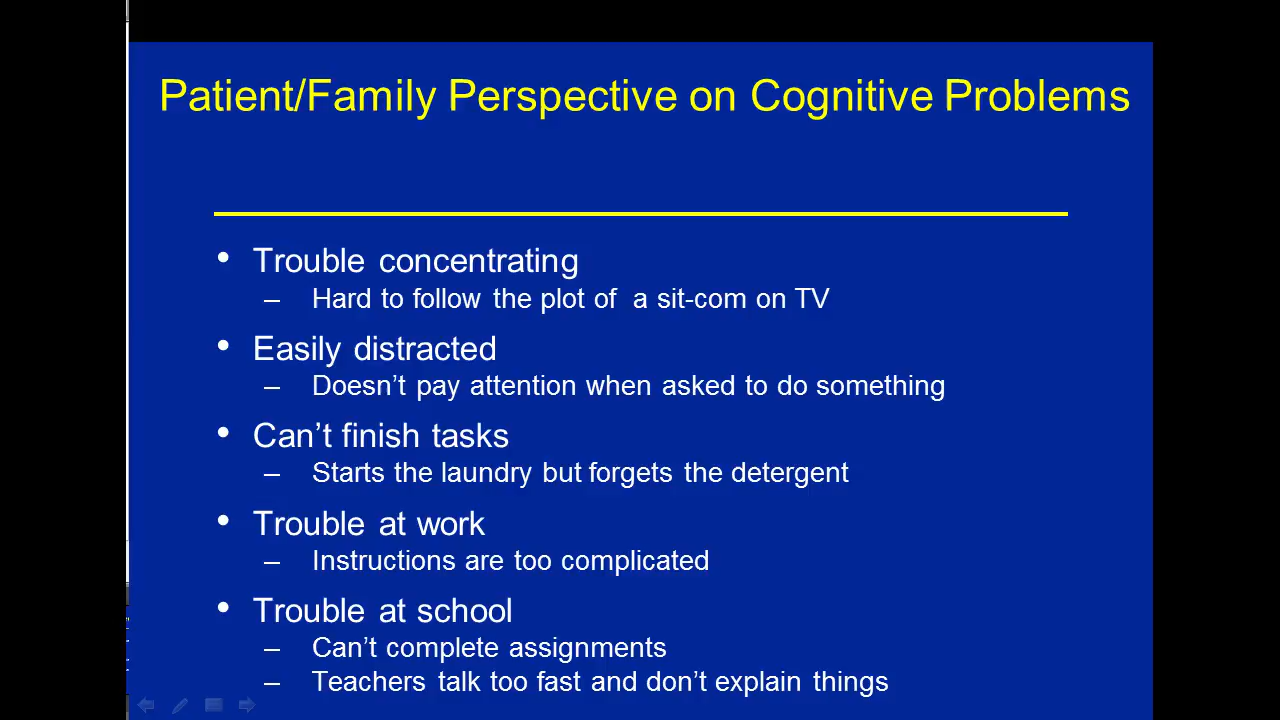 Patient/Family Perspective on Cognitive Problems
• Trouble concentrating
– Hard to follow the plot of a sit-com on TV
• Easily distracted
– Doesn’t pay attention when asked to do something
• Can’t finish tasks
– Starts the laundry but forgets the detergent
• Trouble at work
– Instructions are too complicated
• Trouble at school
– Can’t complete assignments
– Teachers talk too fast and don’t explain things